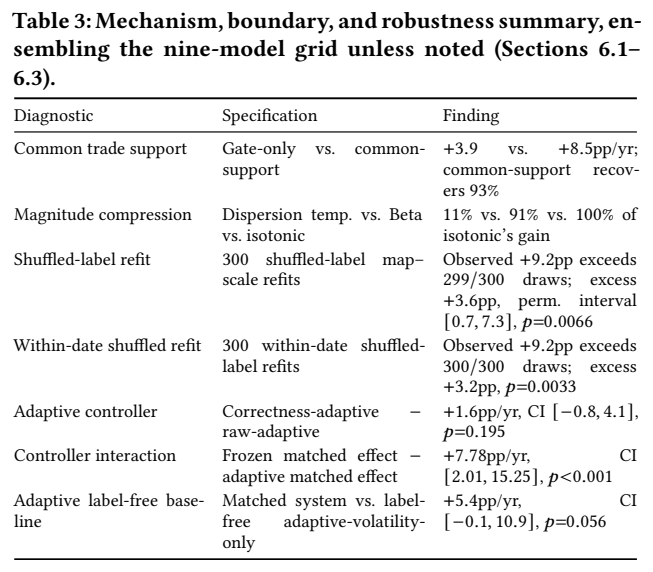 Table 3: Mechanism, boundary, and robustness summary, en-
sembling the nine-model grid unless noted (Sections 6.1–
6.3).
Diagnostic Specification Finding
Common trade support Gate-only vs. common- +3.9 vs. +8.5pp/yr;
support common-support recov-
ers 93%
Magnitude compression Dispersion temp. vs. Beta 11% vs. 91% vs. 100% of
vs. isotonic isotonic's gain
Shuffled-label refit 300 shuffled-label map– Observed +9.2pp exceeds
scale refits 299/300 draws; excess
+3.6pp, perm. interval
[0.7, 7.3], p=0.0066
Within-date shuffled refit 300 within-date shuffled- Observed +9.2pp exceeds
label refits 300/300 draws; excess
+3.2pp, p=0.0033
Adaptive controller Correctness-adaptive − +1.6pp/yr, CI [−0.8, 4.1],
raw-adaptive p=0.195
Controller interaction Frozen matched effect − +7.78pp/yr, CI
adaptive matched effect [2.01, 15.25], p<0.001
Adaptive label-free base- Matched system vs. label- +5.4pp/yr, CI
line free adaptive-volatility- [−0.1, 10.9], p=0.056
only